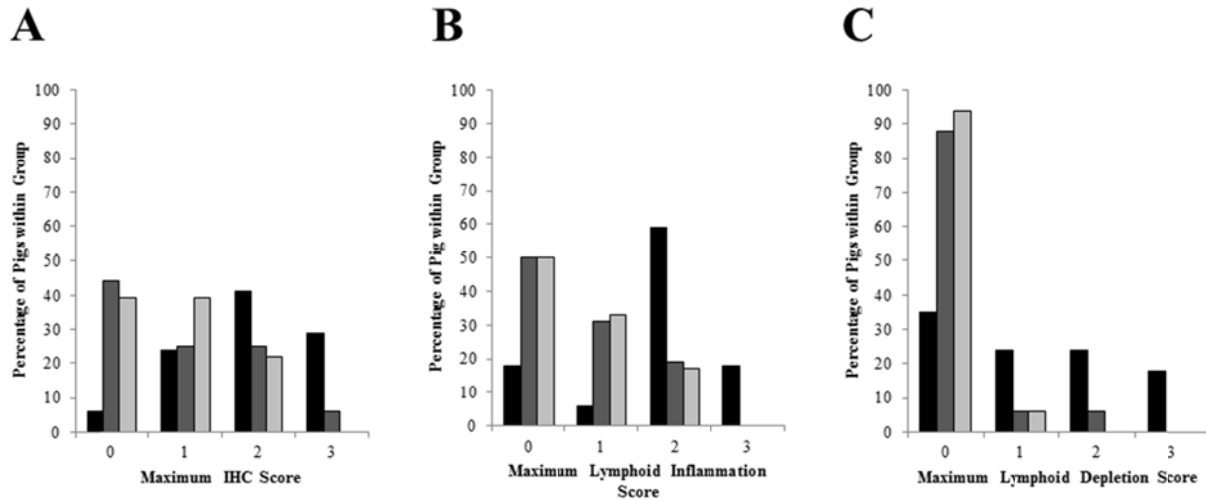 A
B
C
Percentage of Pigs within Group
100
90
80
70
60
50
40
30
20
10
0
0 1 2 3
Maximum IHC Score
Percentage of Pig within Group
100
90
80
70
60
50
40
30
20
10
0
0 1 2 3
Maximum Lymphoid Inflammation
Score
Percentage of Pigs within Group
100
90
80
70
60
50
40
30
20
10
0
0 1 2 3
Maximum Lymphoid Depletion Score